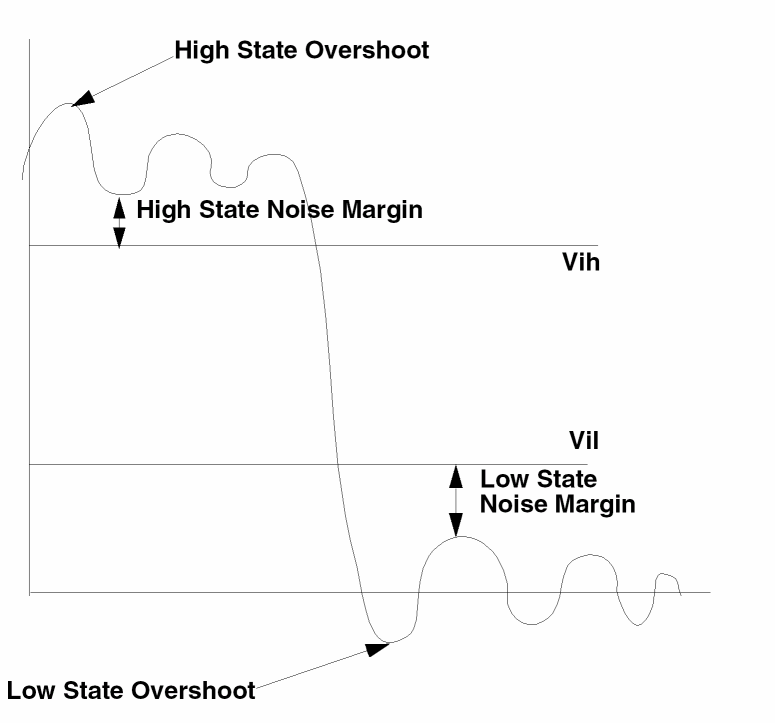 High State Overshoot
High State Noise Margin
Vih
Vil
Low State
Noise Margin
Low State Overshoot